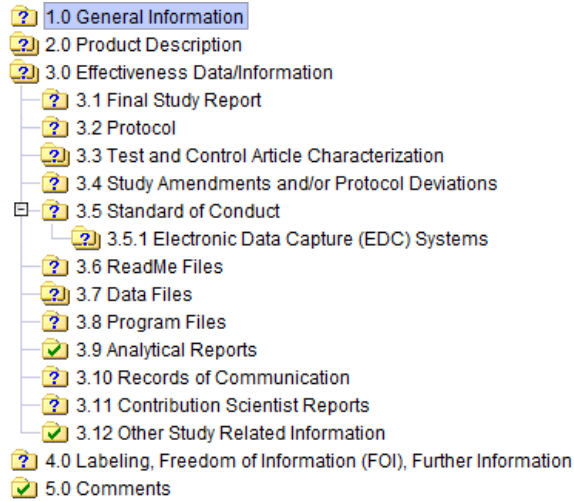 1.0 General Information
2.0 Product Description
3.0 Effectiveness Data/Information
3.1 Final Study Report
3.2 Protocol
3.3 Test and Control Article Characterization
3.4 Study Amendments and/or Protocol Deviations
3.5 Standard of Conduct
3.5.1 Electronic Data Capture (EDC) Systems
3.6 ReadMe Files
3.7 Data Files
3.8 Program Files
3.9 Analytical Reports
3.10 Records of Communication
3.11 Contribution Scientist Reports
3.12 Other Study Related Information
4.0 Labeling, Freedom of Information (FOI), Further Information
5.0 Comments